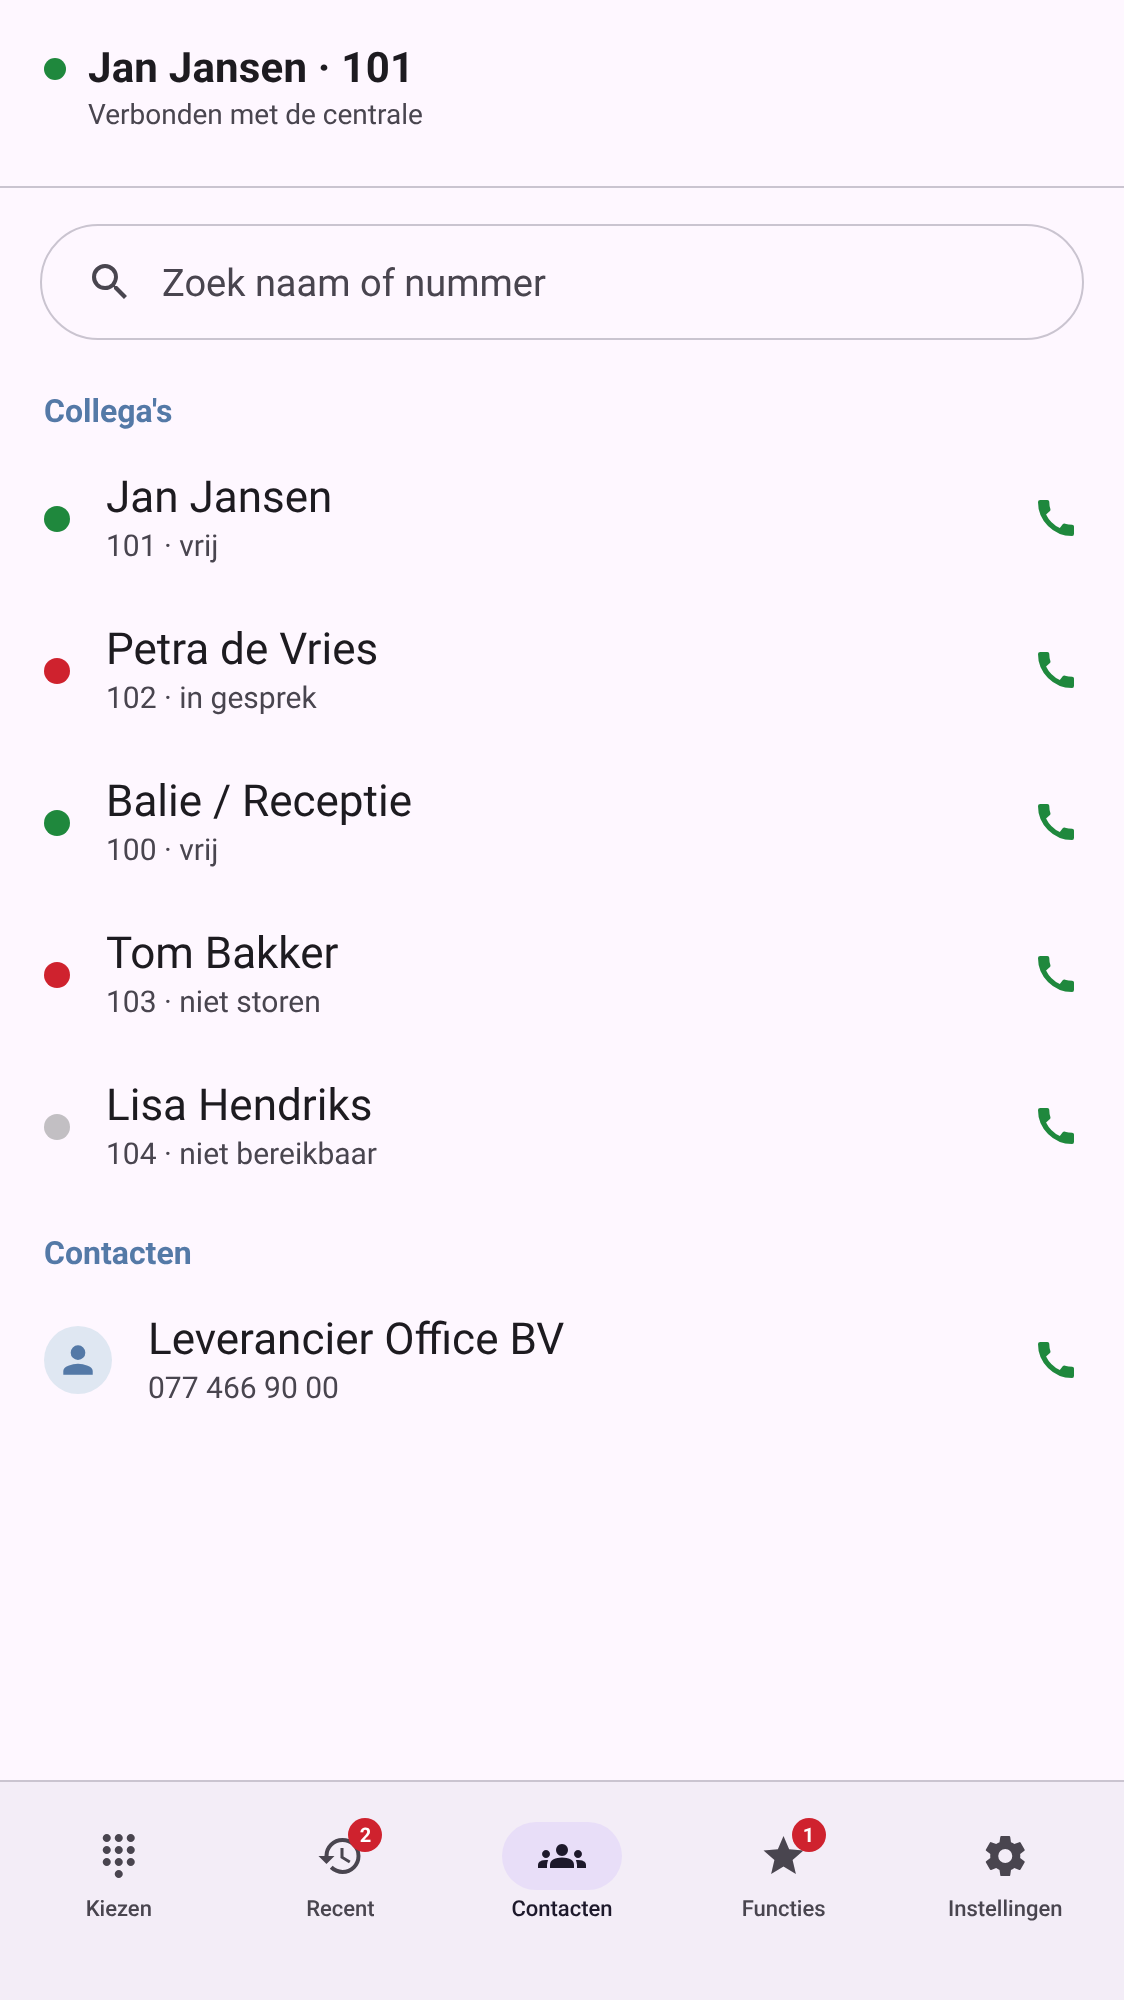 Jan Jansen · 101
Verbonden met de centrale
Zoek naam of nummer
Collega's
Jan Jansen
101 · vrij
Petra de Vries
102 · in gesprek
Balie / Receptie
100 · vrij
Tom Bakker
103 · niet storen
Lisa Hendriks
104 · niet bereikbaar
Contacten
Leverancier Office BV
077 466 90 00
2
1
Kiezen
Recent
Contacten
Functies
Instellingen